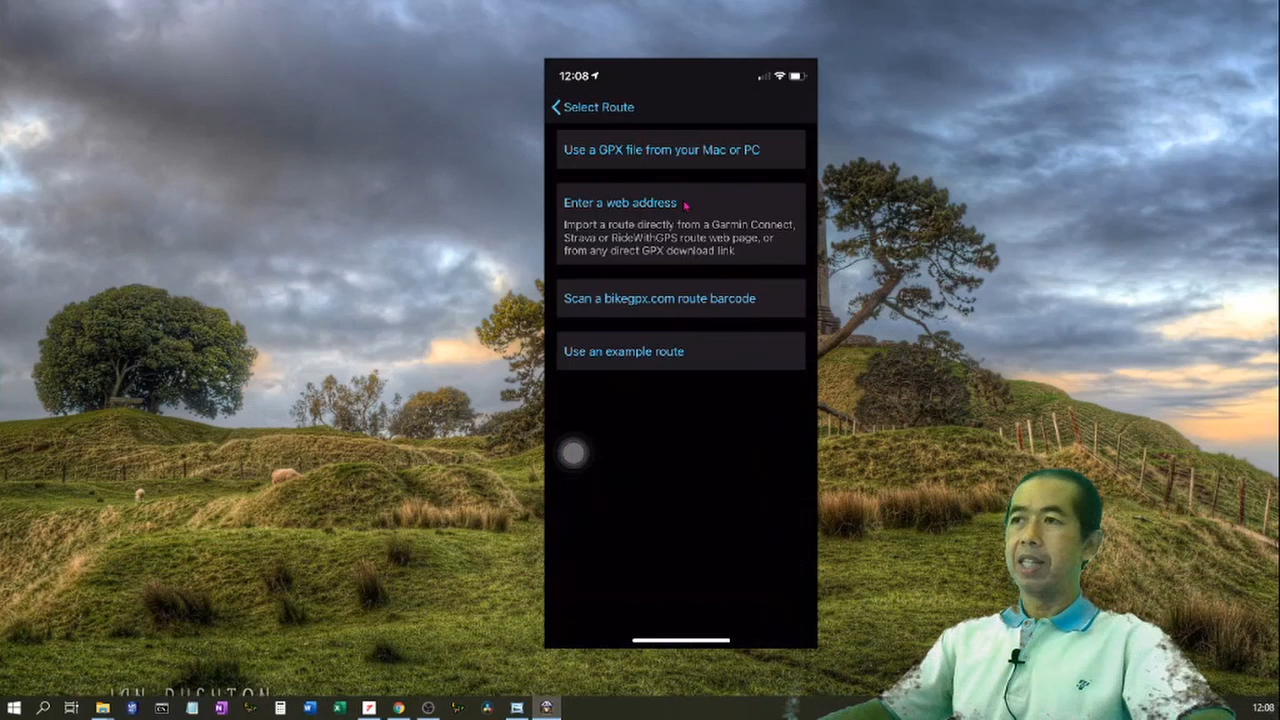 12:08
Select Route
Use a GPX file from your Mac or PC
Enter a web address
Import a route directly from a Garmin Connect,
Strava or RideWithGPS route web page, or
from any direct GPX download link
Scan a bikegpx.com route barcode
Use an example route
12:08